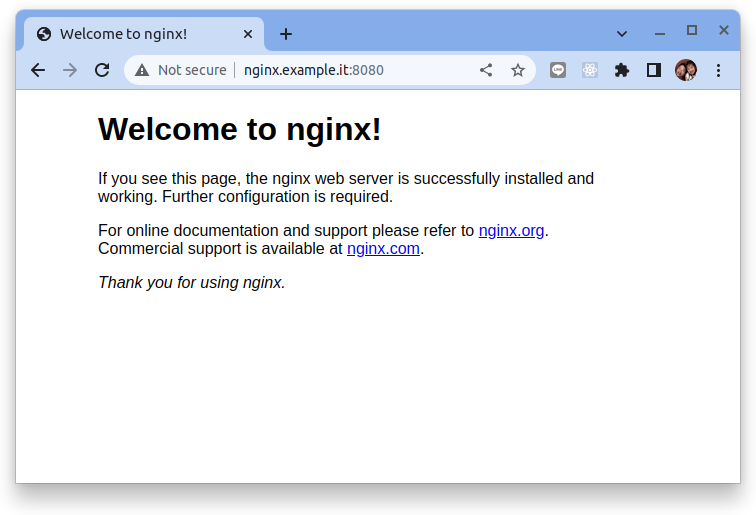 Welcome to nginx!
Not secure nginx.example.it:8080
Welcome to nginx!
If you see this page, the nginx web server is successfully installed and
working. Further configuration is required.
For online documentation and support please refer to nginx.org.
Commercial support is available at nginx.com.
Thank you for using nginx.